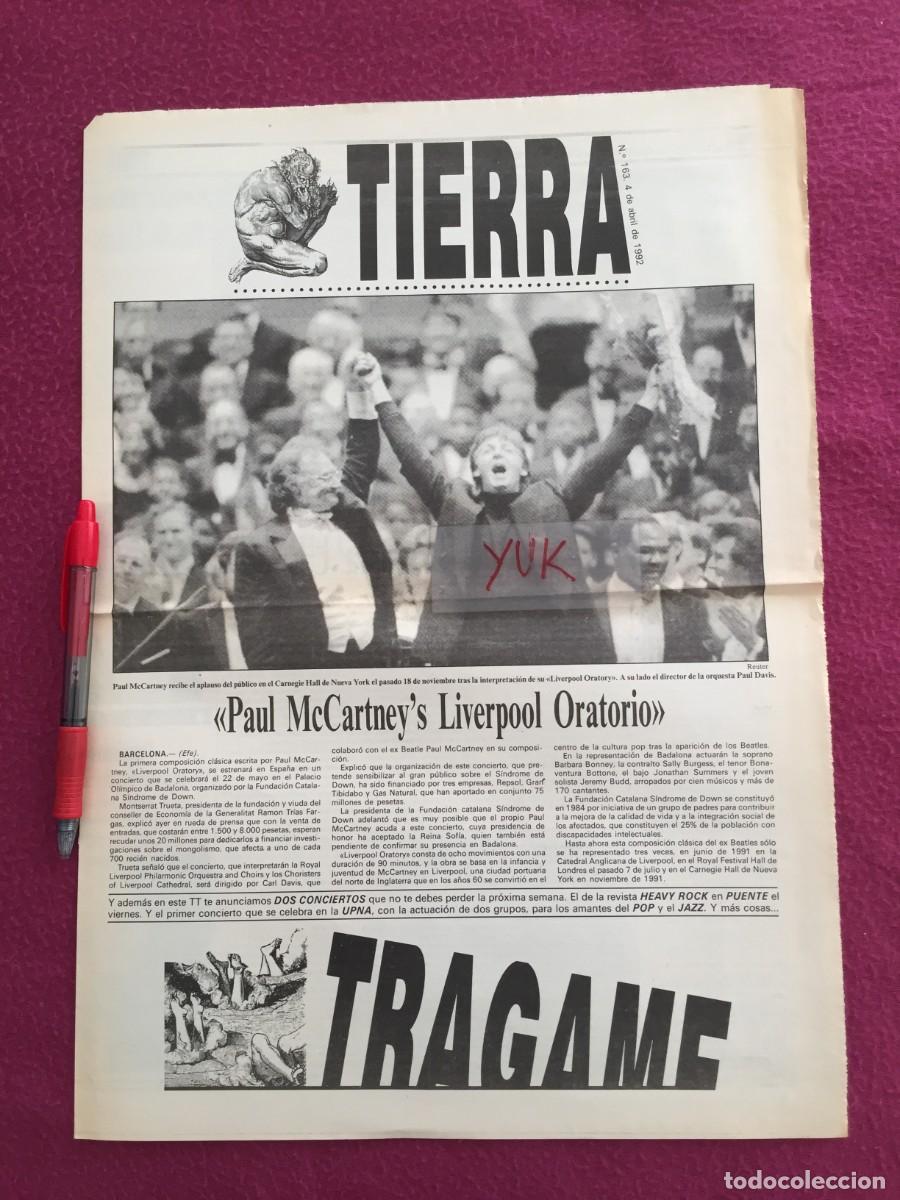 TIERRA
N.º 163. 4 de abril de 1992
YUK
Reuter
Paul McCartney recibe el aplauso del público en el Carnegie Hall de Nueva York el pasado 18 de noviembre tras la interpretación de su «Liverpool Oratory». A su lado el director de la orquesta Paul Davis.
«Paul McCartney's Liverpool Oratorio»
BARCELONA.— (Efe).
La primera composición clásica escrita por Paul McCar-
tney, «Liverpool Oratory», se estrenará en España en un
concierto que se celebrará el 22 de mayo en el Palacio
Olímpico de Badalona, organizado por la Fundación Catala-
na Síndrome de Down.
Montserrat Trueta, presidenta de la fundación y viuda del
conseller de Economía de la Generalitat Ramon Trías Far-
gas, explicó ayer en rueda de prensa que con la venta de
entradas, que costarán entre 1.500 y 8.000 pesetas, esperan
recaudar unos 20 millones para dedicarlos a financiar investi-
gaciones sobre el mongolismo, que afecta a uno de cada
700 recién nacidos.
Trueta señaló que el concierto, que interpretarán la Royal
Liverpool Philarmonic Orquestra and Choirs y los Choristers
of Liverpool Cathedral, será dirigido por Carl Davis, que
colaboró con el ex Beatle Paul McCartney en su composi-
ción.
Explicó que la organización de este concierto, que pre-
tende sensibilizar al gran público sobre el Síndrome de
Down, ha sido financiado por tres empresas, Repsol, Grarf
Tibidabo y Gas Natural, que han aportado en conjunto 75
millones de pesetas.
La presidenta de la Fundación catalana Síndrome de
Down adelantó que es muy posible que el propio Paul
McCartney acuda a este concierto, cuya presidencia de
honor ha aceptado la Reina Sofía, quien también está
pendiente de confirmar su presencia en Badalona.
«Liverpool Oratory» consta de ocho movimientos con una
duración de 90 minutos, y la obra se basa en la infancia y
juventud de McCartney en Liverpool, una ciudad portuaria
del norte de Inglaterra que en los años 60 se convirtió en el
centro de la cultura pop tras la aparición de los Beatles.
En la representación de Badalona actuarán la soprano
Barbara Bonney, la contralto Sally Burgess, el tenor Bona-
ventura Bottone, el bajo Jonathan Summers y el joven
solista Jeremy Budd, arropados por cien músicos y más de
170 cantantes.
La Fundación Catalana Síndrome de Down se constituyó
en 1984 por iniciativa de un grupo de padres para contribuir
a la mejora de la calidad de vida y a la integración social de
los afectados, que constituyen el 25% de la población con
discapacidades intelectuales.
Hasta ahora esta composición clásica del ex Beatles sólo
se ha representado tres veces, en junio de 1991 en la
Catedral Anglicana de Liverpool, en el Royal Festival Hall de
Londres el pasado 7 de julio y en el Carnegie Hall de Nueva
York en noviembre de 1991.
Y además en este TT te anunciamos DOS CONCIERTOS que no te debes perder la próxima semana. El de la revista HEAVY ROCK en PUENTE el
viernes. Y el primer concierto que se celebra en la UPNA, con la actuación de dos grupos, para los amantes del POP y el JAZZ. Y más cosas...
TRAGAME
todocoleccion